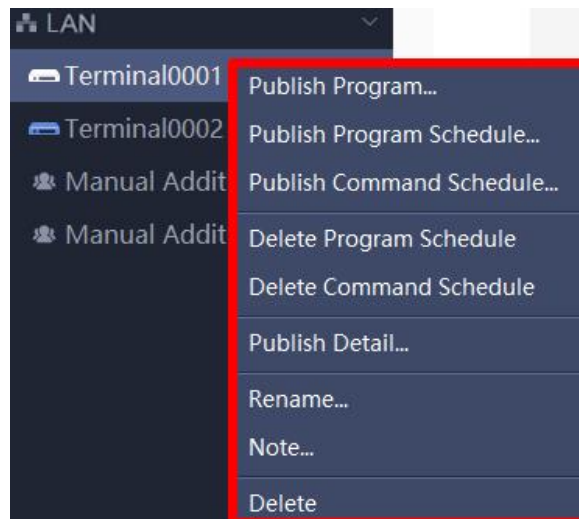 LAN
Terminal0001
Terminal0002
Manual Addit
Manual Addit
Publish Program...
Publish Program Schedule...
Publish Command Schedule...
Delete Program Schedule
Delete Command Schedule
Publish Detail...
Rename...
Note...
Delete